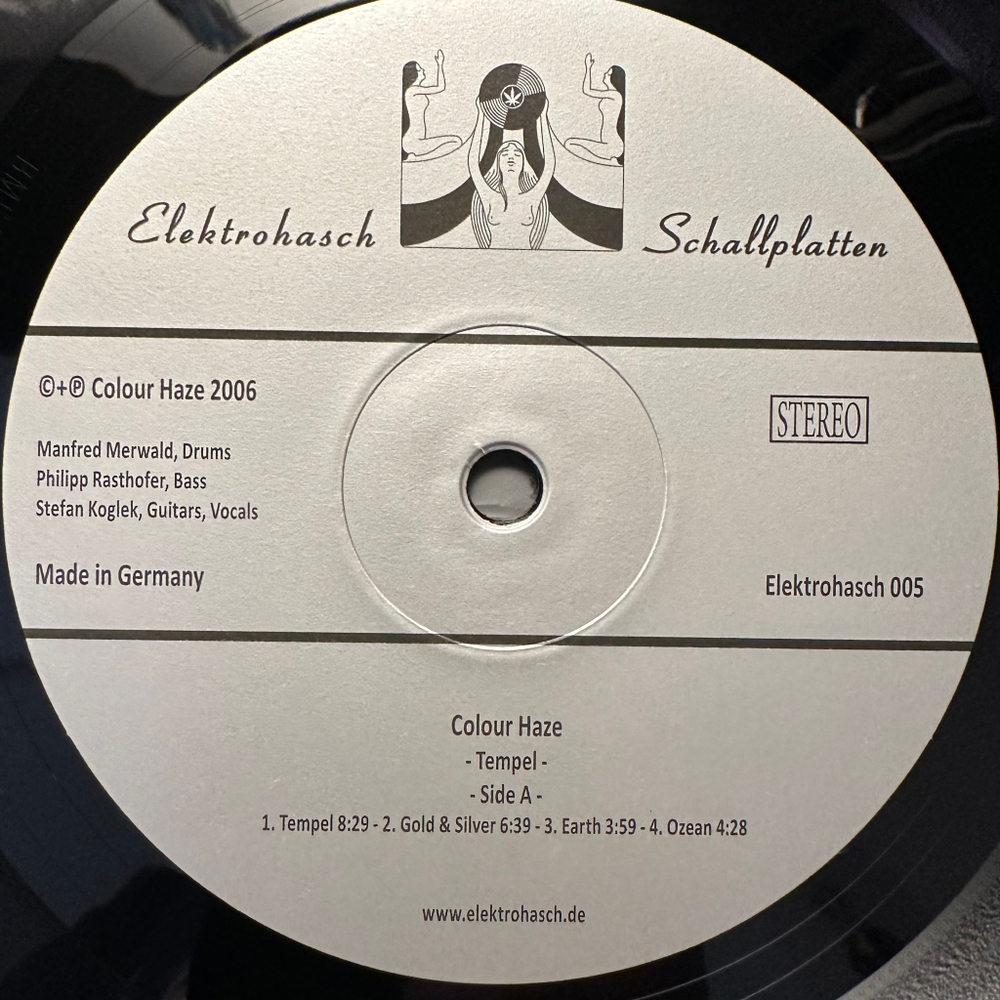 Elektrohasch Schallplatten
©+℗ Colour Haze 2006
STEREO
Manfred Merwald, Drums
Philipp Rasthofer, Bass
Stefan Koglek, Guitars, Vocals
Made in Germany
Elektrohasch 005
Colour Haze
- Tempel -
- Side A -
1. Tempel 8:29 - 2. Gold & Silver 6:39 - 3. Earth 3:59 - 4. Ozean 4:28
www.elektrohasch.de